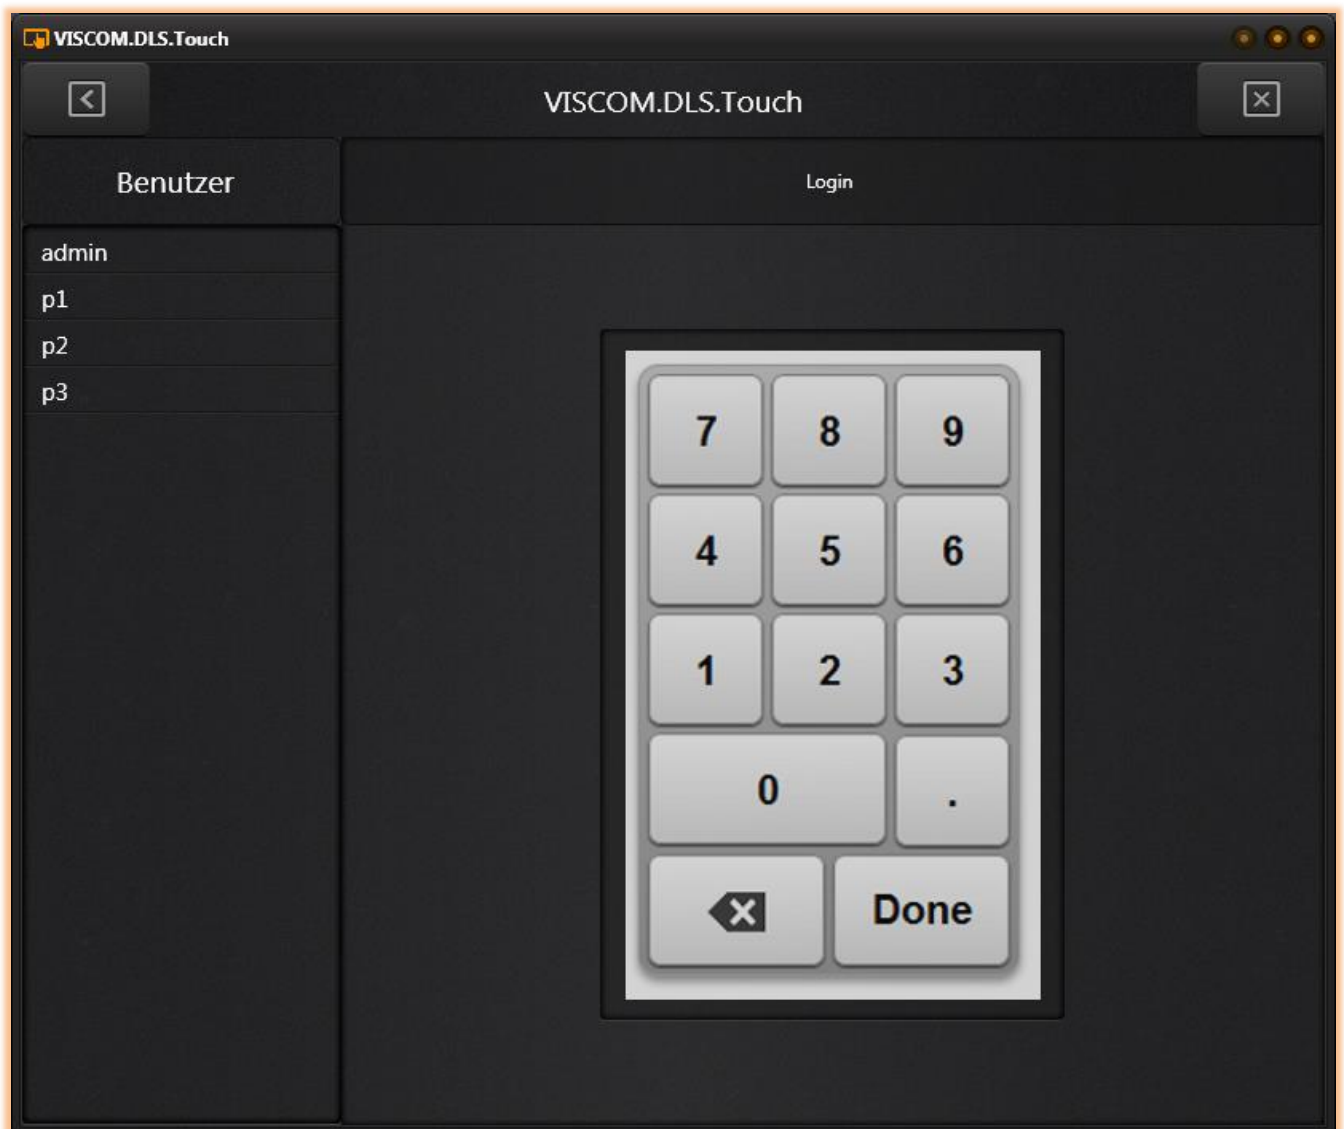 VISCOM.DLS.Touch
VISCOM.DLS.Touch
Benutzer
Login
admin
p1
p2
p3
7 8 9
4 5 6
1 2 3
0 .
Done